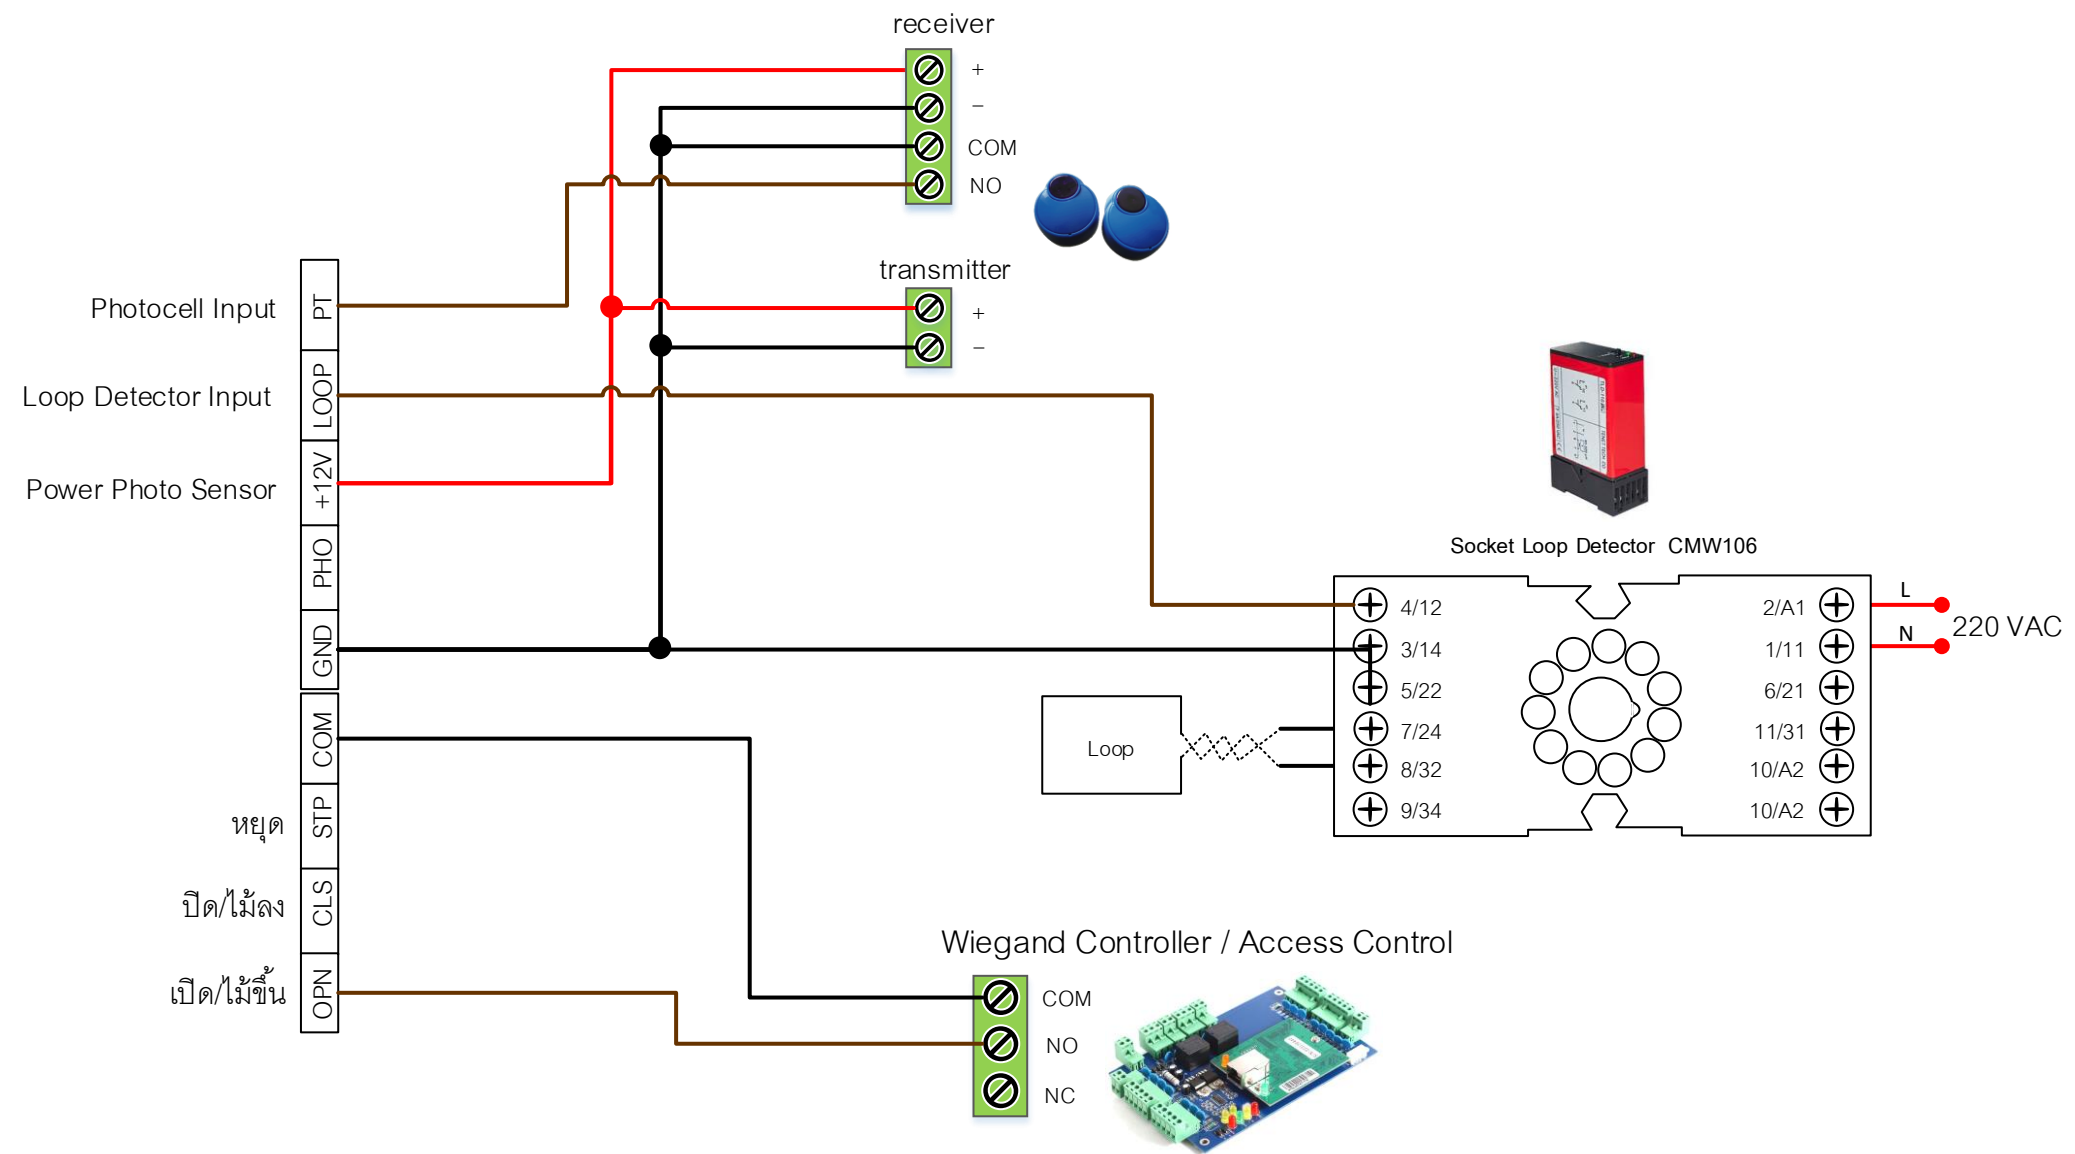 receiver
+
−
COM
NO
transmitter
+
−
Photocell Input
PT
Loop Detector Input
LOOP
Power Photo Sensor
+12V
PHO
GND
COM
หยุด
STP
ปิด/ไม้ลง
CLS
เปิด/ไม้ขึ้น
OPN
Socket Loop Detector CMW106
4/12
3/14
5/22
7/24
8/32
9/34
2/A1
1/11
6/21
11/31
10/A2
10/A2
L
N
220 VAC
Loop
Wiegand Controller / Access Control
COM
NO
NC